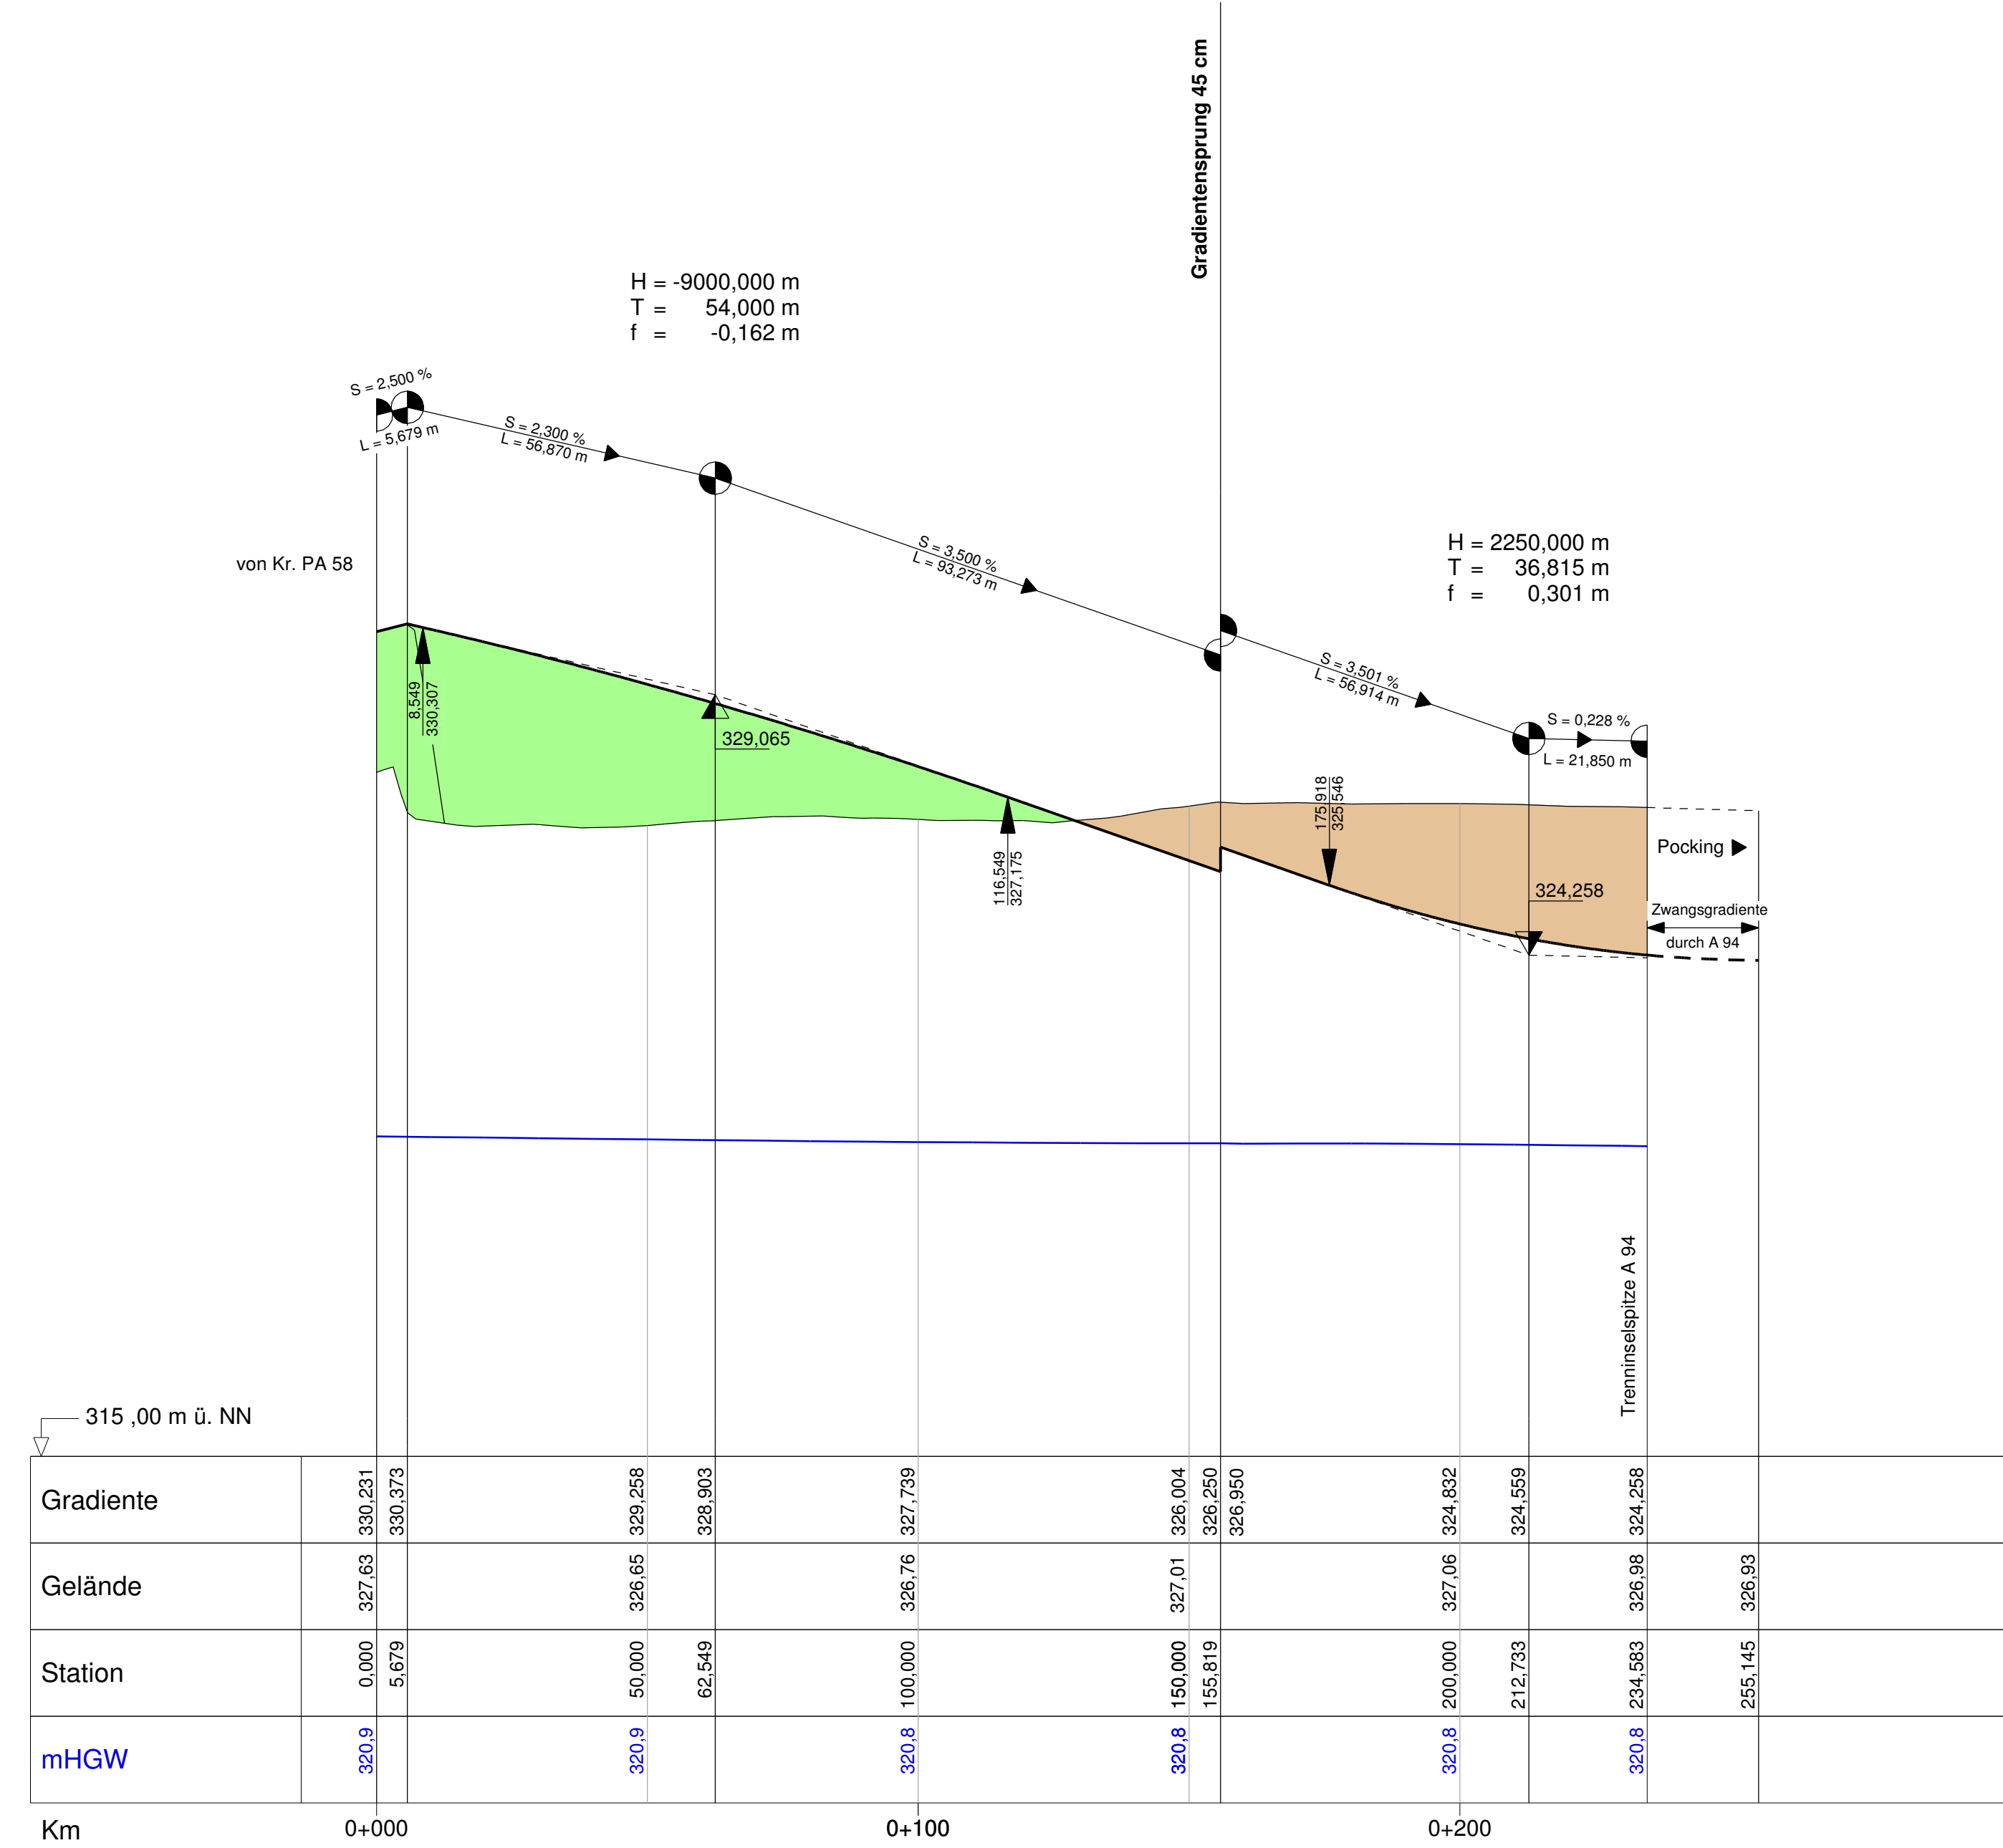 Gradientensprung 45 cm
H = -9000,000 m
T = 54,000 m
f = -0,162 m
S = 2,500 %
L = 5,679 m
S = 2,300 %
L = 56,870 m
S = 3,500 %
L = 93,273 m
H = 2250,000 m
T = 36,815 m
f = 0,301 m
von Kr. PA 58
S = 3,501 %
L = 56,914 m
S = 0,228 %
L = 21,850 m
8,549
330,307
329,065
116,549
327,175
175,918
325,546
324,258
Pocking
Zwangsgradiente
durch A 94
Trenninselspitze A 94
315 ,00 m ü. NN
Gradiente 330,231 330,373 329,258 328,903 327,739 326,004 326,250 326,950 324,832 324,559 324,258
Gelände 327,63 326,65 326,76 327,01 327,06 326,98 326,93
Station 0,000 5,679 50,000 62,549 100,000 150,000 155,819 200,000 212,733 234,583 255,145
mHGW 320,9 320,9 320,8 320,8 320,8 320,8
Km 0+000 0+100 0+200